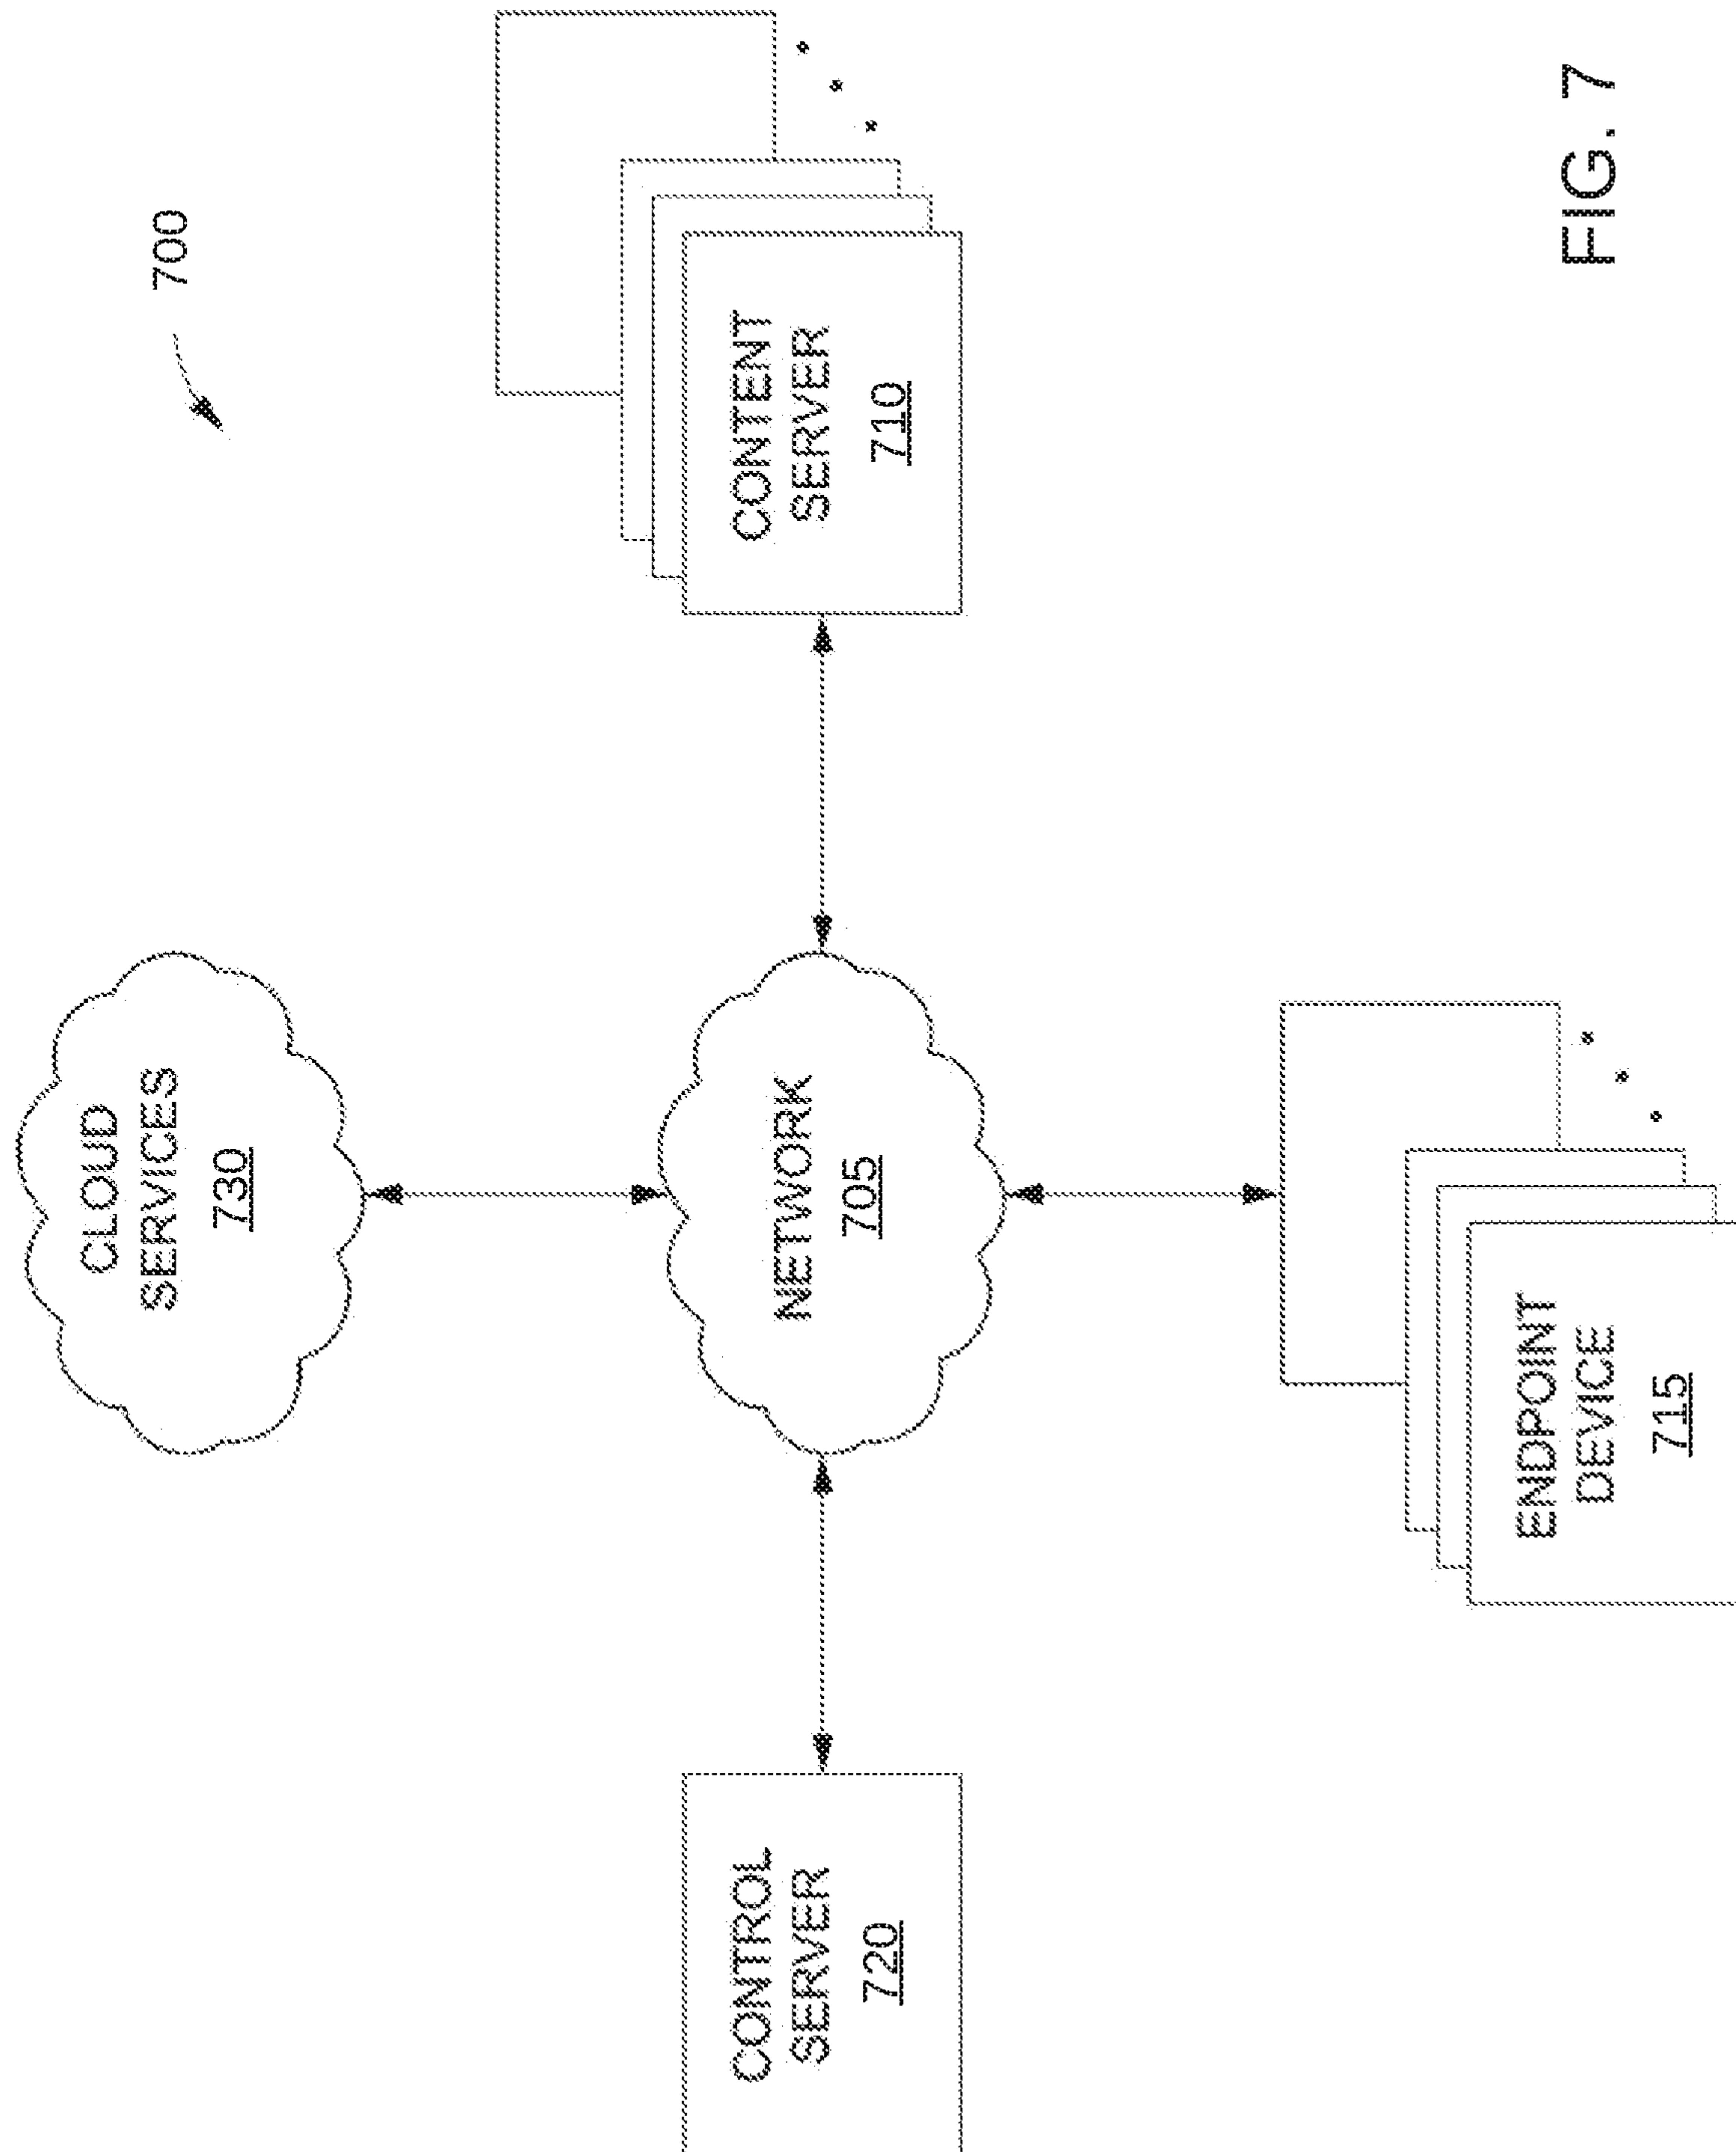 700
CLOUD
SERVICES
730
CONTROL
SERVER
720
NETWORK
705
CONTENT
SERVER
710
ENDPOINT
DEVICE
715
FIG. 7